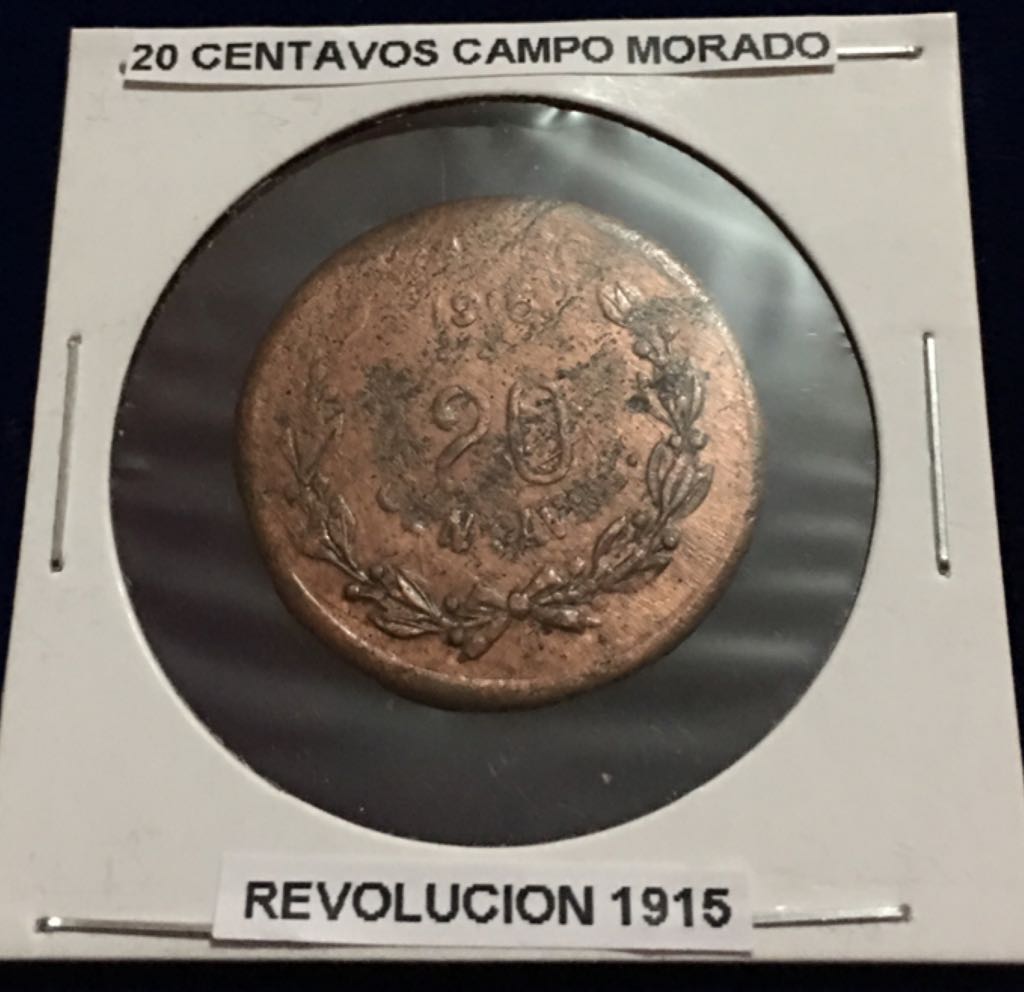 20 CENTAVOS CAMPO MORADO
20
REVOLUCION 1915